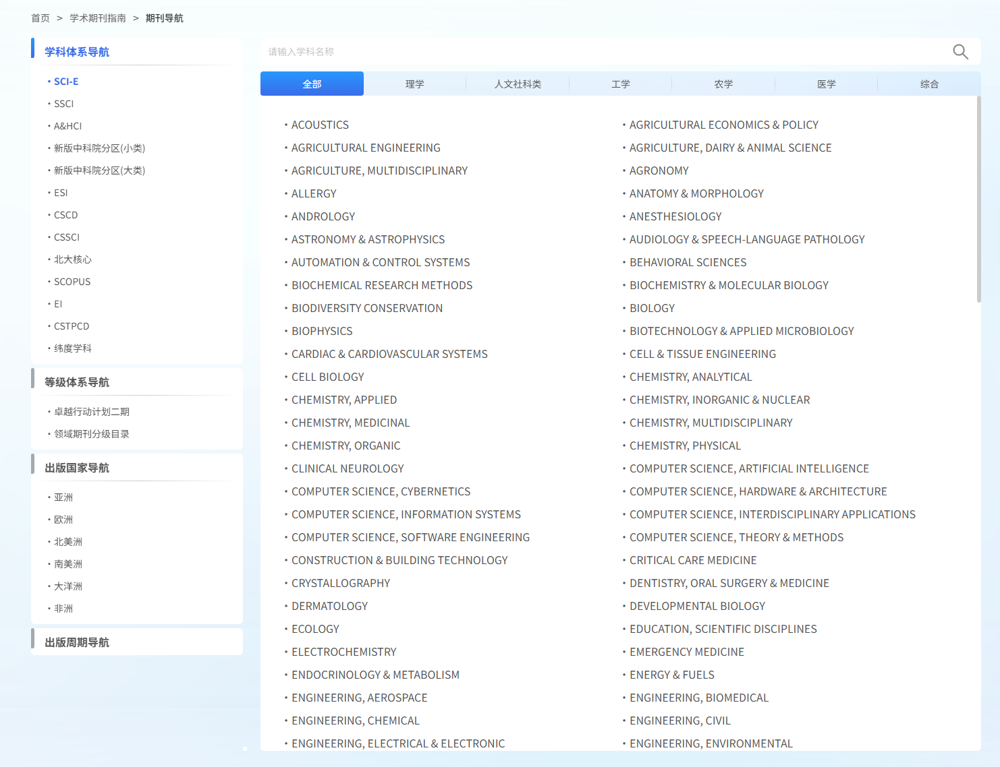 首页 > 学术期刊指南 > 期刊导航
学科体系导航
・SCI-E
・SSCI
・A&HCI
・新版中科院分区(小类)
・新版中科院分区(大类)
・ESI
・CSCD
・CSSCI
・北大核心
・SCOPUS
・EI
・CSTPCD
・纬度学科
等级体系导航
・卓越行动计划二期
・领域期刊分级目录
出版国家导航
・亚洲
・欧洲
・北美洲
・南美洲
・大洋洲
・非洲
出版周期导航
请输入学科名称
全部 理学 人文社科类 工学 农学 医学 综合
・ACOUSTICS ・AGRICULTURAL ECONOMICS & POLICY
・AGRICULTURAL ENGINEERING ・AGRICULTURE, DAIRY & ANIMAL SCIENCE
・AGRICULTURE, MULTIDISCIPLINARY ・AGRONOMY
・ALLERGY ・ANATOMY & MORPHOLOGY
・ANDROLOGY ・ANESTHESIOLOGY
・ASTRONOMY & ASTROPHYSICS ・AUDIOLOGY & SPEECH-LANGUAGE PATHOLOGY
・AUTOMATION & CONTROL SYSTEMS ・BEHAVIORAL SCIENCES
・BIOCHEMICAL RESEARCH METHODS ・BIOCHEMISTRY & MOLECULAR BIOLOGY
・BIODIVERSITY CONSERVATION ・BIOLOGY
・BIOPHYSICS ・BIOTECHNOLOGY & APPLIED MICROBIOLOGY
・CARDIAC & CARDIOVASCULAR SYSTEMS ・CELL & TISSUE ENGINEERING
・CELL BIOLOGY ・CHEMISTRY, ANALYTICAL
・CHEMISTRY, APPLIED ・CHEMISTRY, INORGANIC & NUCLEAR
・CHEMISTRY, MEDICINAL ・CHEMISTRY, MULTIDISCIPLINARY
・CHEMISTRY, ORGANIC ・CHEMISTRY, PHYSICAL
・CLINICAL NEUROLOGY ・COMPUTER SCIENCE, ARTIFICIAL INTELLIGENCE
・COMPUTER SCIENCE, CYBERNETICS ・COMPUTER SCIENCE, HARDWARE & ARCHITECTURE
・COMPUTER SCIENCE, INFORMATION SYSTEMS ・COMPUTER SCIENCE, INTERDISCIPLINARY APPLICATIONS
・COMPUTER SCIENCE, SOFTWARE ENGINEERING ・COMPUTER SCIENCE, THEORY & METHODS
・CONSTRUCTION & BUILDING TECHNOLOGY ・CRITICAL CARE MEDICINE
・CRYSTALLOGRAPHY ・DENTISTRY, ORAL SURGERY & MEDICINE
・DERMATOLOGY ・DEVELOPMENTAL BIOLOGY
・ECOLOGY ・EDUCATION, SCIENTIFIC DISCIPLINES
・ELECTROCHEMISTRY ・EMERGENCY MEDICINE
・ENDOCRINOLOGY & METABOLISM ・ENERGY & FUELS
・ENGINEERING, AEROSPACE ・ENGINEERING, BIOMEDICAL
・ENGINEERING, CHEMICAL ・ENGINEERING, CIVIL
・ENGINEERING, ELECTRICAL & ELECTRONIC ・ENGINEERING, ENVIRONMENTAL